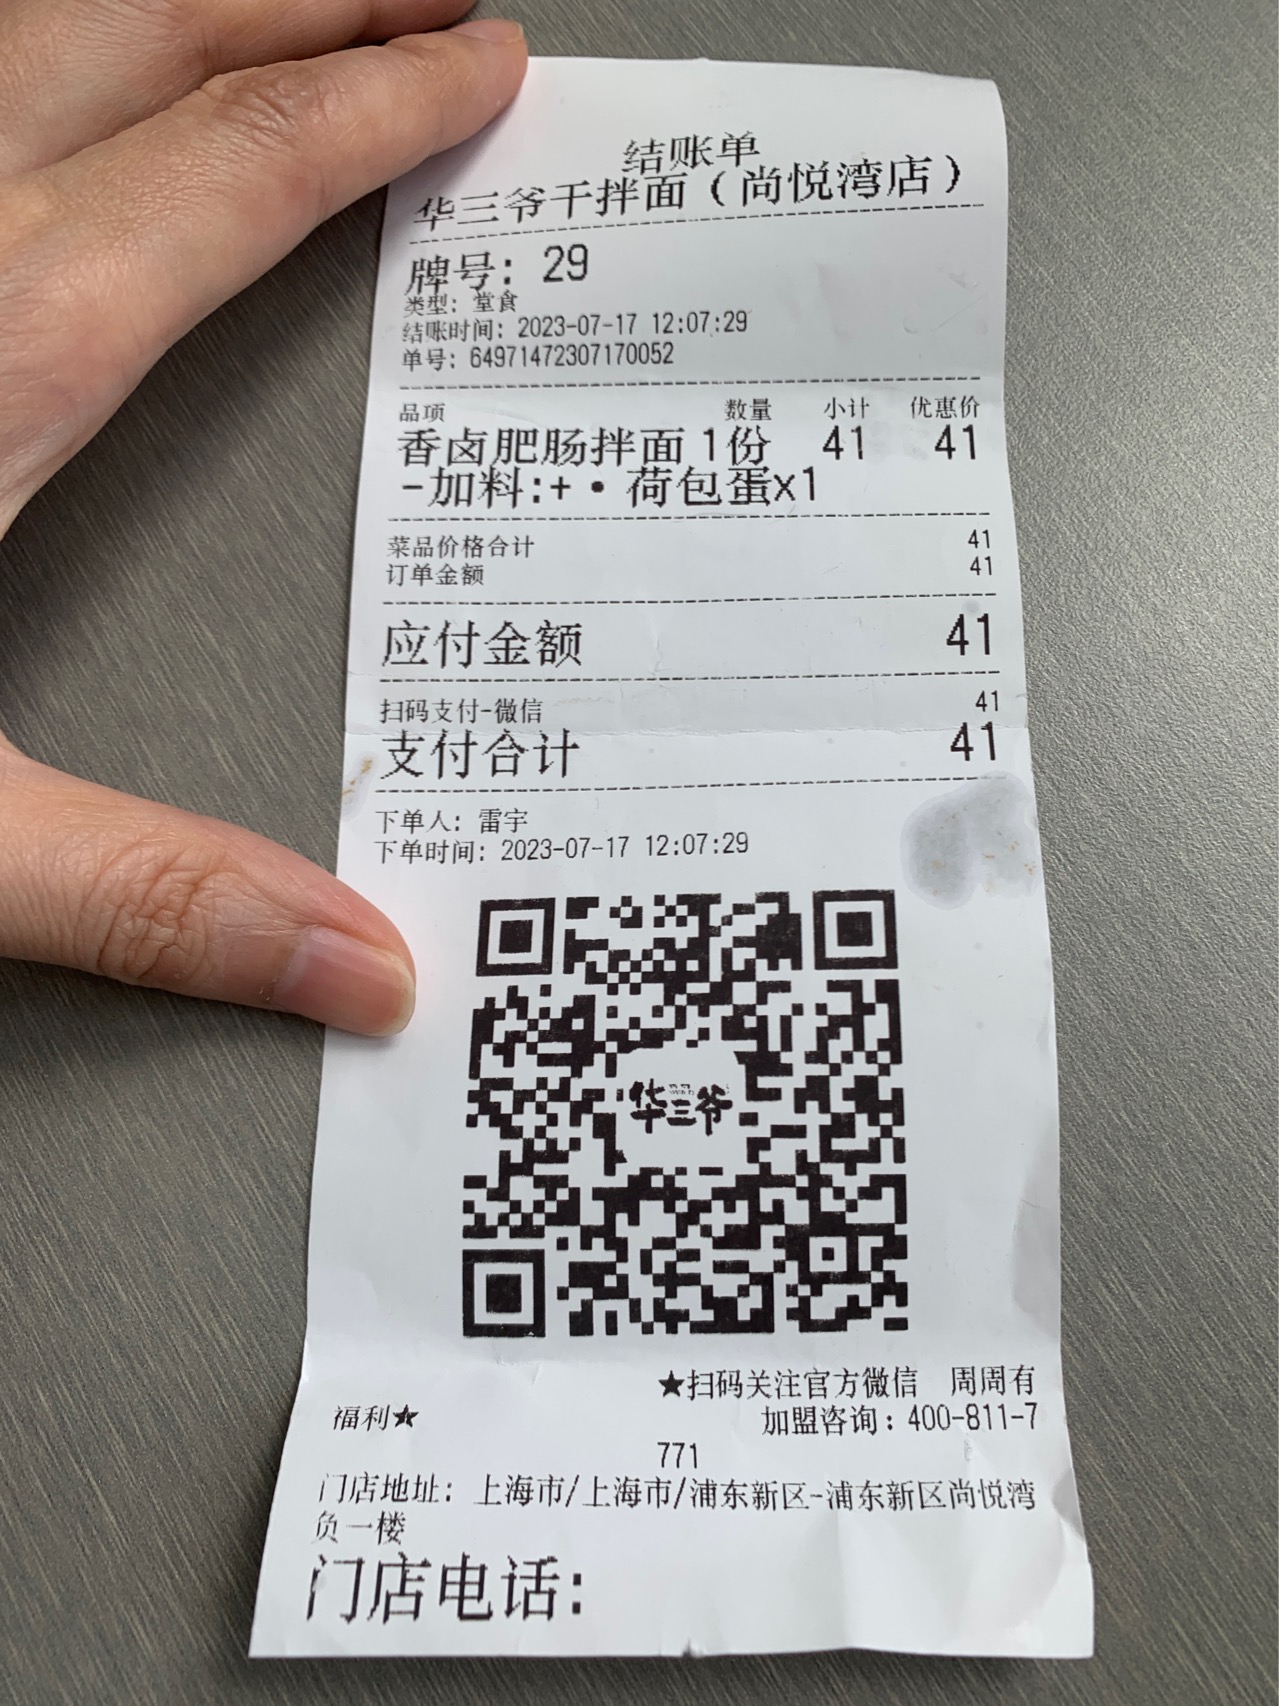 结账单
华三爷干拌面（尚悦湾店）
牌号：29
类型：堂食
结账时间：2023-07-17 12:07:29
单号：64971472307170052
品项 数量 小计 优惠价
香卤肥肠拌面 1份 41 41
-加料:+·荷包蛋x1
菜品价格合计 41
订单金额 41
应付金额 41
扫码支付-微信 41
支付合计 41
下单人：雷宇
下单时间：2023-07-17 12:07:29
华三爷
★扫码关注官方微信 周周有
福利★ 加盟咨询：400-811-7
771
门店地址：上海市/上海市/浦东新区-浦东新区尚悦湾
负一楼
门店电话：